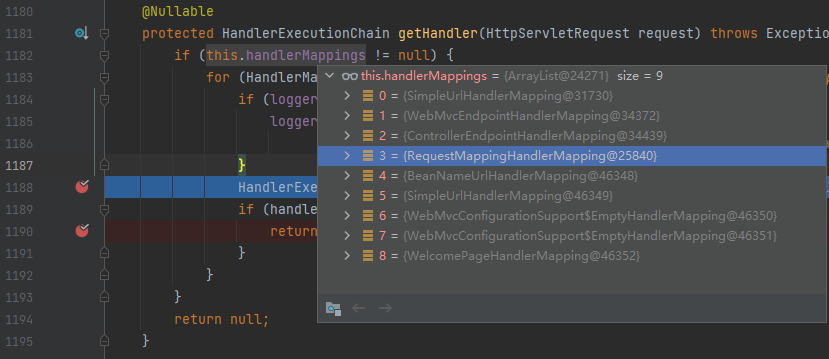 1180 @Nullable
1181 protected HandlerExecutionChain getHandler(HttpServletRequest request) throws Exceptio
1182 if (this.handlerMappings != null) {
1183 for (HandlerMa
1184 if (logger
1185 logger
1186
1187 }
1188 HandlerExe
1189 if (handle
1190 return
1191 }
1192 }
1193 }
1194 return null;
1195 }
this.handlerMappings = {ArrayList@24271} size = 9
0 = {SimpleUrlHandlerMapping@31730}
1 = {WebMvcEndpointHandlerMapping@34372}
2 = {ControllerEndpointHandlerMapping@34439}
3 = {RequestMappingHandlerMapping@25840}
4 = {BeanNameUrlHandlerMapping@46348}
5 = {SimpleUrlHandlerMapping@46349}
6 = {WebMvcConfigurationSupport$EmptyHandlerMapping@46350}
7 = {WebMvcConfigurationSupport$EmptyHandlerMapping@46351}
8 = {WelcomePageHandlerMapping@46352}